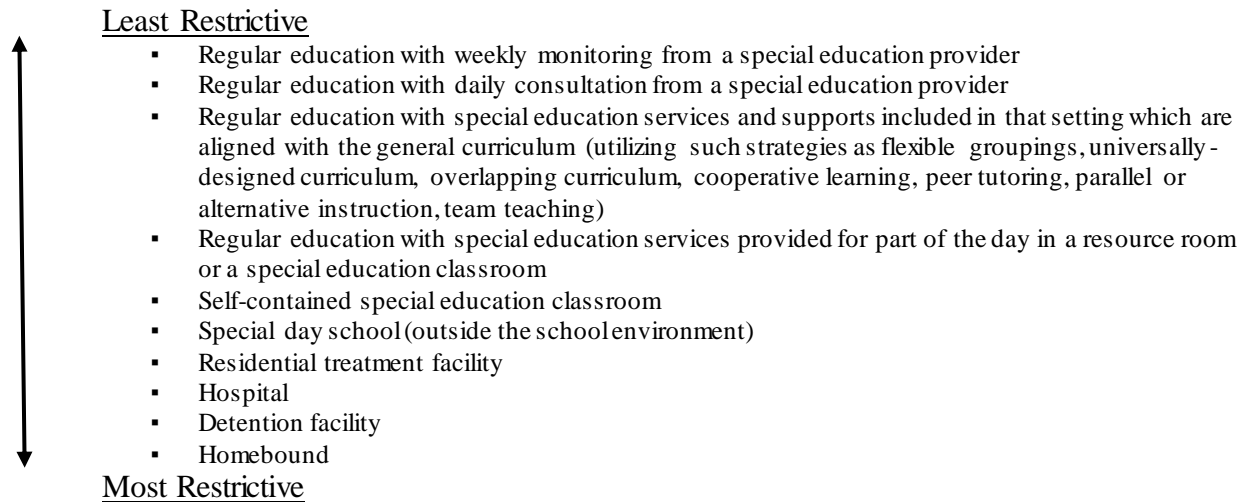 Least Restrictive
▪ Regular education with weekly monitoring from a special education provider
▪ Regular education with daily consultation from a special education provider
▪ Regular education with special education services and supports included in that setting which are
aligned with the general curriculum (utilizing such strategies as flexible groupings, universally-
designed curriculum, overlapping curriculum, cooperative learning, peer tutoring, parallel or
alternative instruction, team teaching)
▪ Regular education with special education services provided for part of the day in a resource room
or a special education classroom
▪ Self-contained special education classroom
▪ Special day school (outside the school environment)
▪ Residential treatment facility
▪ Hospital
▪ Detention facility
▪ Homebound
Most Restrictive